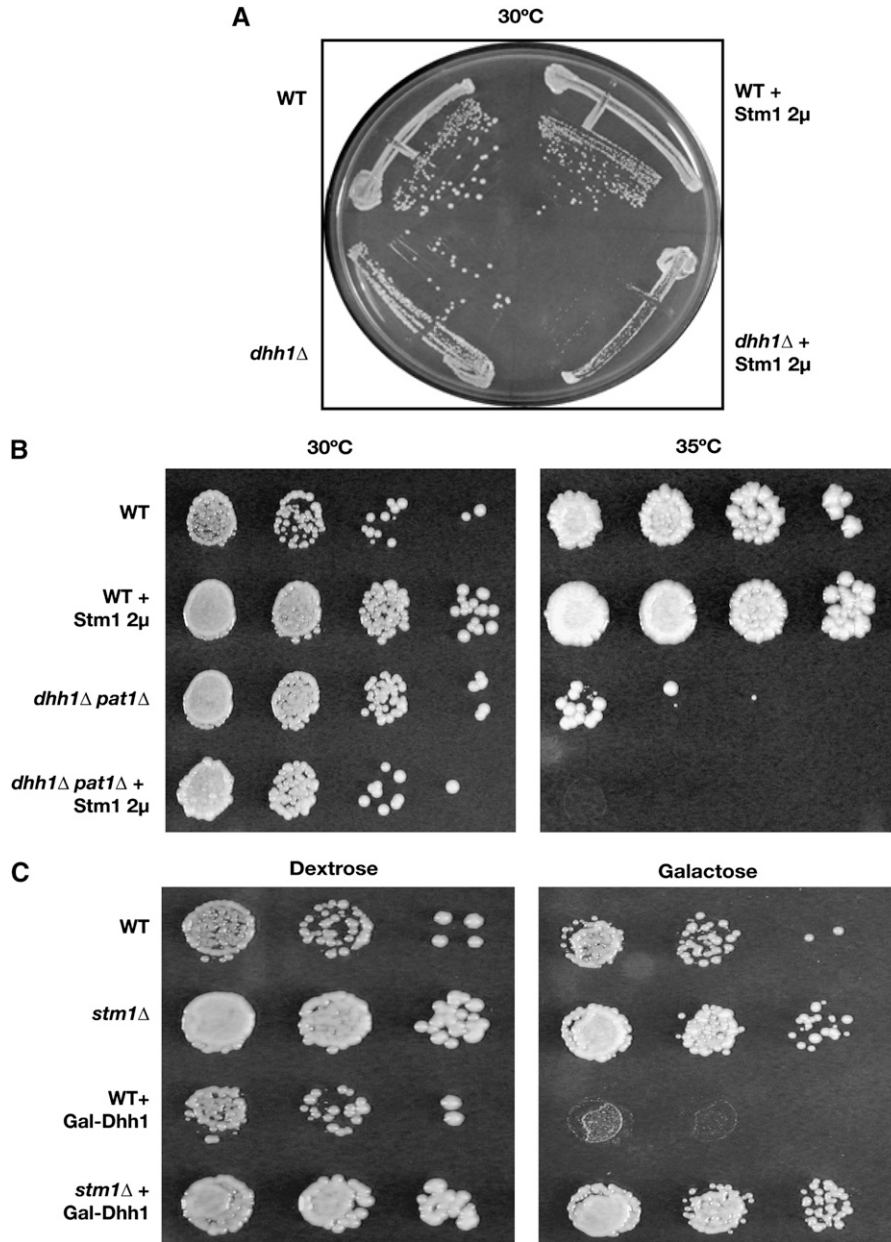 A
30ºC
WT
WT +
Stm1 2µ
dhh1Δ
dhh1Δ +
Stm1 2µ
B
30ºC
35ºC
WT
WT +
Stm1 2µ
dhh1Δ pat1Δ
dhh1Δ pat1Δ +
Stm1 2µ
C
Dextrose
Galactose
WT
stm1Δ
WT+
Gal-Dhh1
stm1Δ +
Gal-Dhh1